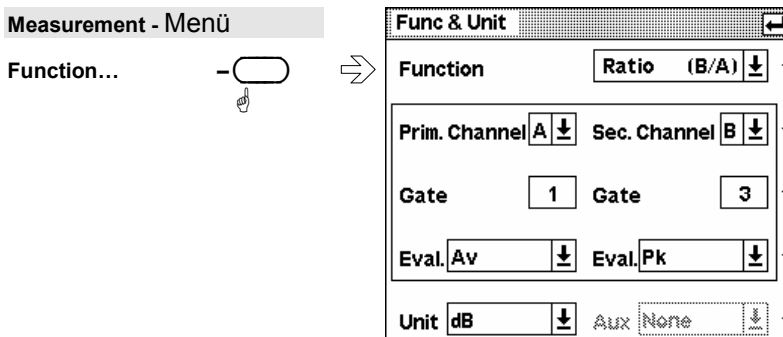 Measurement - Menü
Function…
Func & Unit
Function Ratio (B/A)
Prim. Channel A Sec. Channel B
Gate 1 Gate 3
Eval. Av Eval. Pk
Unit dB Aux None